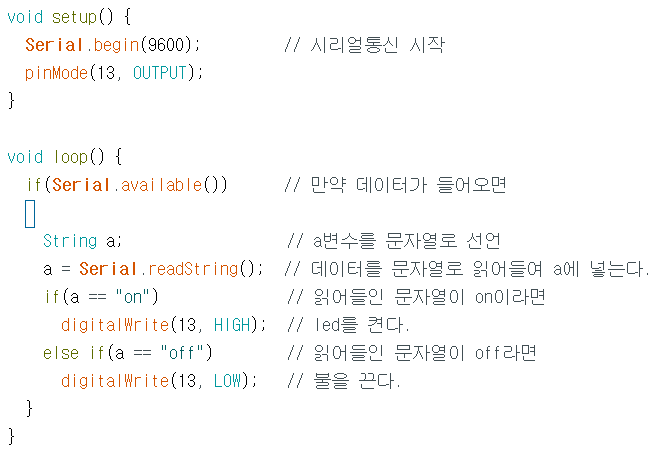 void setup() {
  Serial.begin(9600);         // 시리얼통신 시작
  pinMode(13, OUTPUT);
}

void loop() {
  if(Serial.available())      // 만약 데이터가 들어오면
  
    String a;                  // a변수를 문자열로 선언
    a = Serial.readString();  // 데이터를 문자열로 읽어들여 a에 넣는다.
    if(a == "on")              // 읽어들인 문자열이 on이라면
      digitalWrite(13, HIGH);  // led를 켠다.
    else if(a == "off")        // 읽어들인 문자열이 off라면
      digitalWrite(13, LOW);   // 불을 끈다.
  }
}